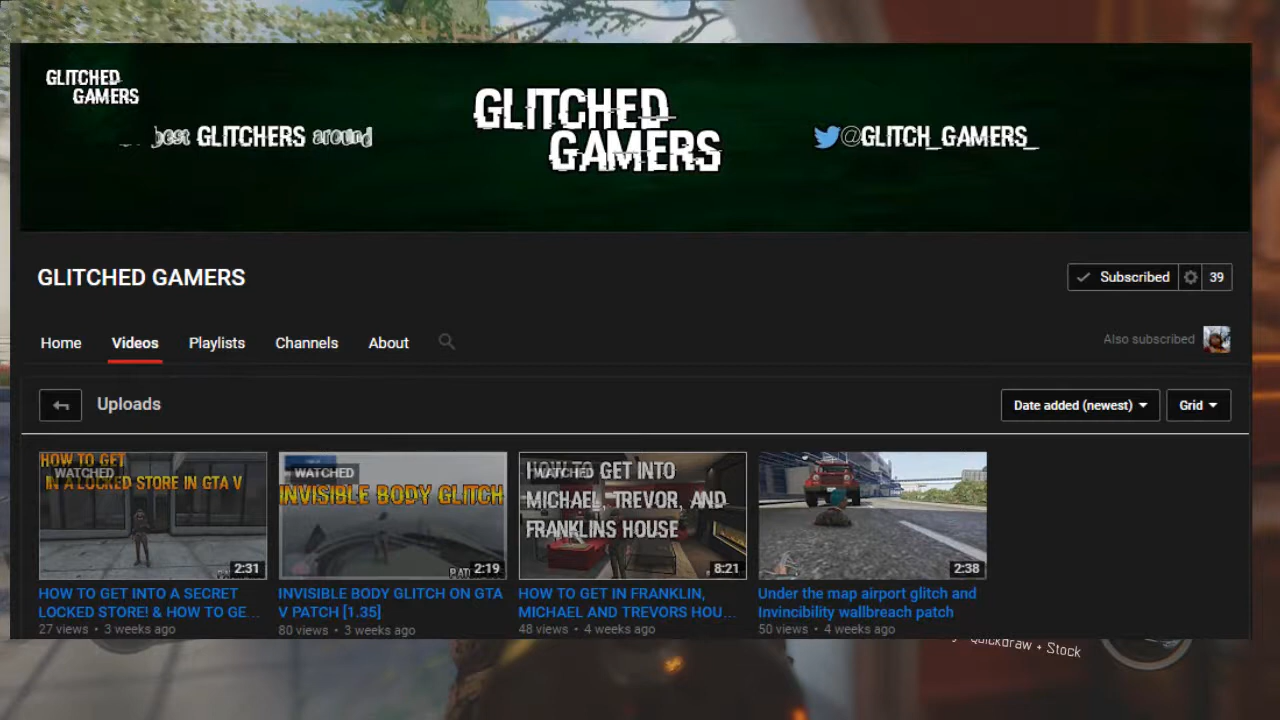 GLITCHED
GAMERS
best GLITCHERS around
GLITCHED
GAMERS
@GLITCH_GAMERS_
GLITCHED GAMERS
Subscribed 39
Home Videos Playlists Channels About
Also subscribed
Uploads
Date added (newest) Grid
HOW TO GET
WATCHED
IN A LOCKED STORE IN GTA V
2:31
WATCHED
INVISIBLE BODY GLITCH
2:19
WATCHED
HOW TO GET INTO
MICHAEL, TREVOR, AND
FRANKLINS HOUSE
8:21
2:38
HOW TO GET INTO A SECRET
LOCKED STORE! & HOW TO GE...
27 views • 3 weeks ago
INVISIBLE BODY GLITCH ON GTA
V PATCH [1.35]
80 views • 3 weeks ago
HOW TO GET IN FRANKLIN,
MICHAEL AND TREVORS HOU...
48 views • 4 weeks ago
Under the map airport glitch and
Invincibility wallbreach patch
50 views • 4 weeks ago
Quickdraw + Stock